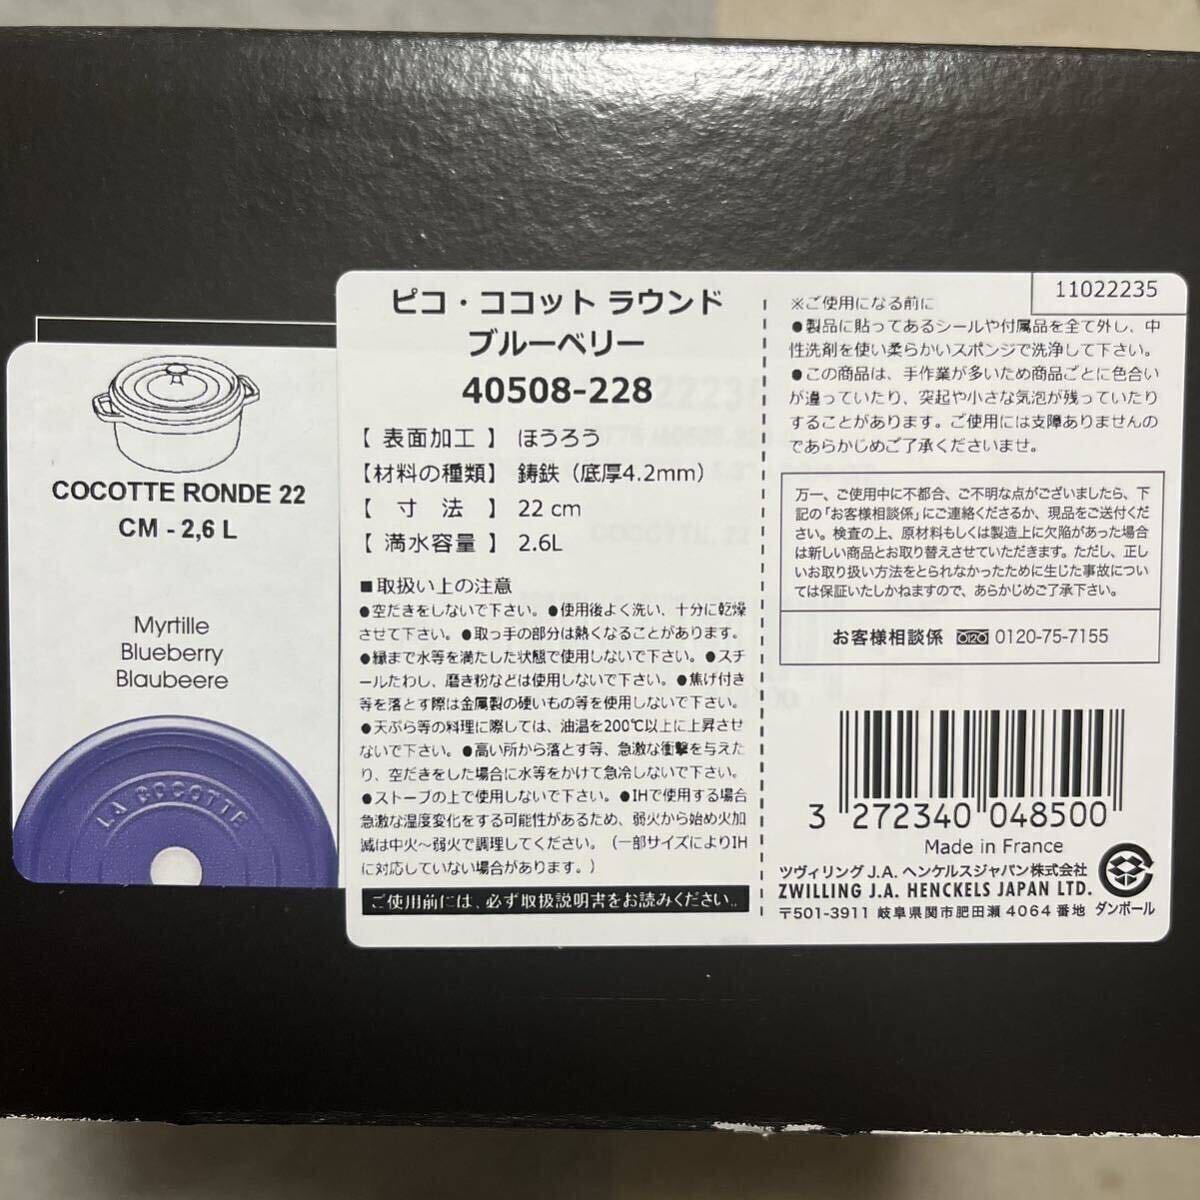 COCOTTE RONDE 22
CM - 2,6 L
Myrtille
Blueberry
Blaubeere
LA COCOTTE
ピコ・ココット ラウンド
ブルーベリー
40508-228
【 表面加工 】 ほうろう
【材料の種類】 鋳鉄（底厚4.2mm）
【 寸 法 】 22 cm
【 満水容量 】 2.6L
■取扱い上の注意
●空だきをしないで下さい。●使用後よく洗い、十分に乾燥
させて下さい。●取っ手の部分は熱くなることがあります。
●縁まで水等を満たした状態で使用しないで下さい。●スチ
ールたわし、磨き粉などは使用しないで下さい。●焦げ付き
等を落とす際は金属製の硬いもの等を使用しないで下さい。
●天ぷら等の料理に際しては、油温を200℃以上に上昇させ
ないで下さい。●高い所から落とす等、急激な衝撃を与えた
り、空だきをした場合に水等をかけて急冷しないで下さい。
●ストーブの上で使用しないで下さい。●IHで使用する場合
急激な温度変化をする可能性があるため、弱火から始め火加
減は中火～弱火で調理してください。（一部サイズによりIH
に対応していない場合があります。）
ご使用前には、必ず取扱説明書をお読みください。
11022235
※ご使用になる前に
●製品に貼ってあるシールや付属品を全て外し、中
性洗剤を使い柔らかいスポンジで洗浄して下さい。
●この商品は、手作業が多いため商品ごとに色合い
が違っていたり、突起や小さな気泡が残っていたり
することがあります。ご使用には支障ありませんの
であらかじめご了承くださいませ。
万一、ご使用中に不都合、ご不明な点がございましたら、下
記の「お客様相談係」にご連絡くださるか、現品をご送付くださ
い。検査の上、原材料もしくは製造上に欠陥があった場合
は新しい商品とお取り替えさせていただきます。ただし、正し
いお取り扱い方法をとられなかったために生じた事故につい
ては保証いたしかねますので、あらかじめご了承下さい。
お客様相談係 0120-75-7155
3 272340 048500
Made in France
ツヴィリング J.A. ヘンケルスジャパン株式会社
ZWILLING J.A. HENCKELS JAPAN LTD.
〒501-3911 岐阜県関市肥田瀬 4064 番地 ダンボール